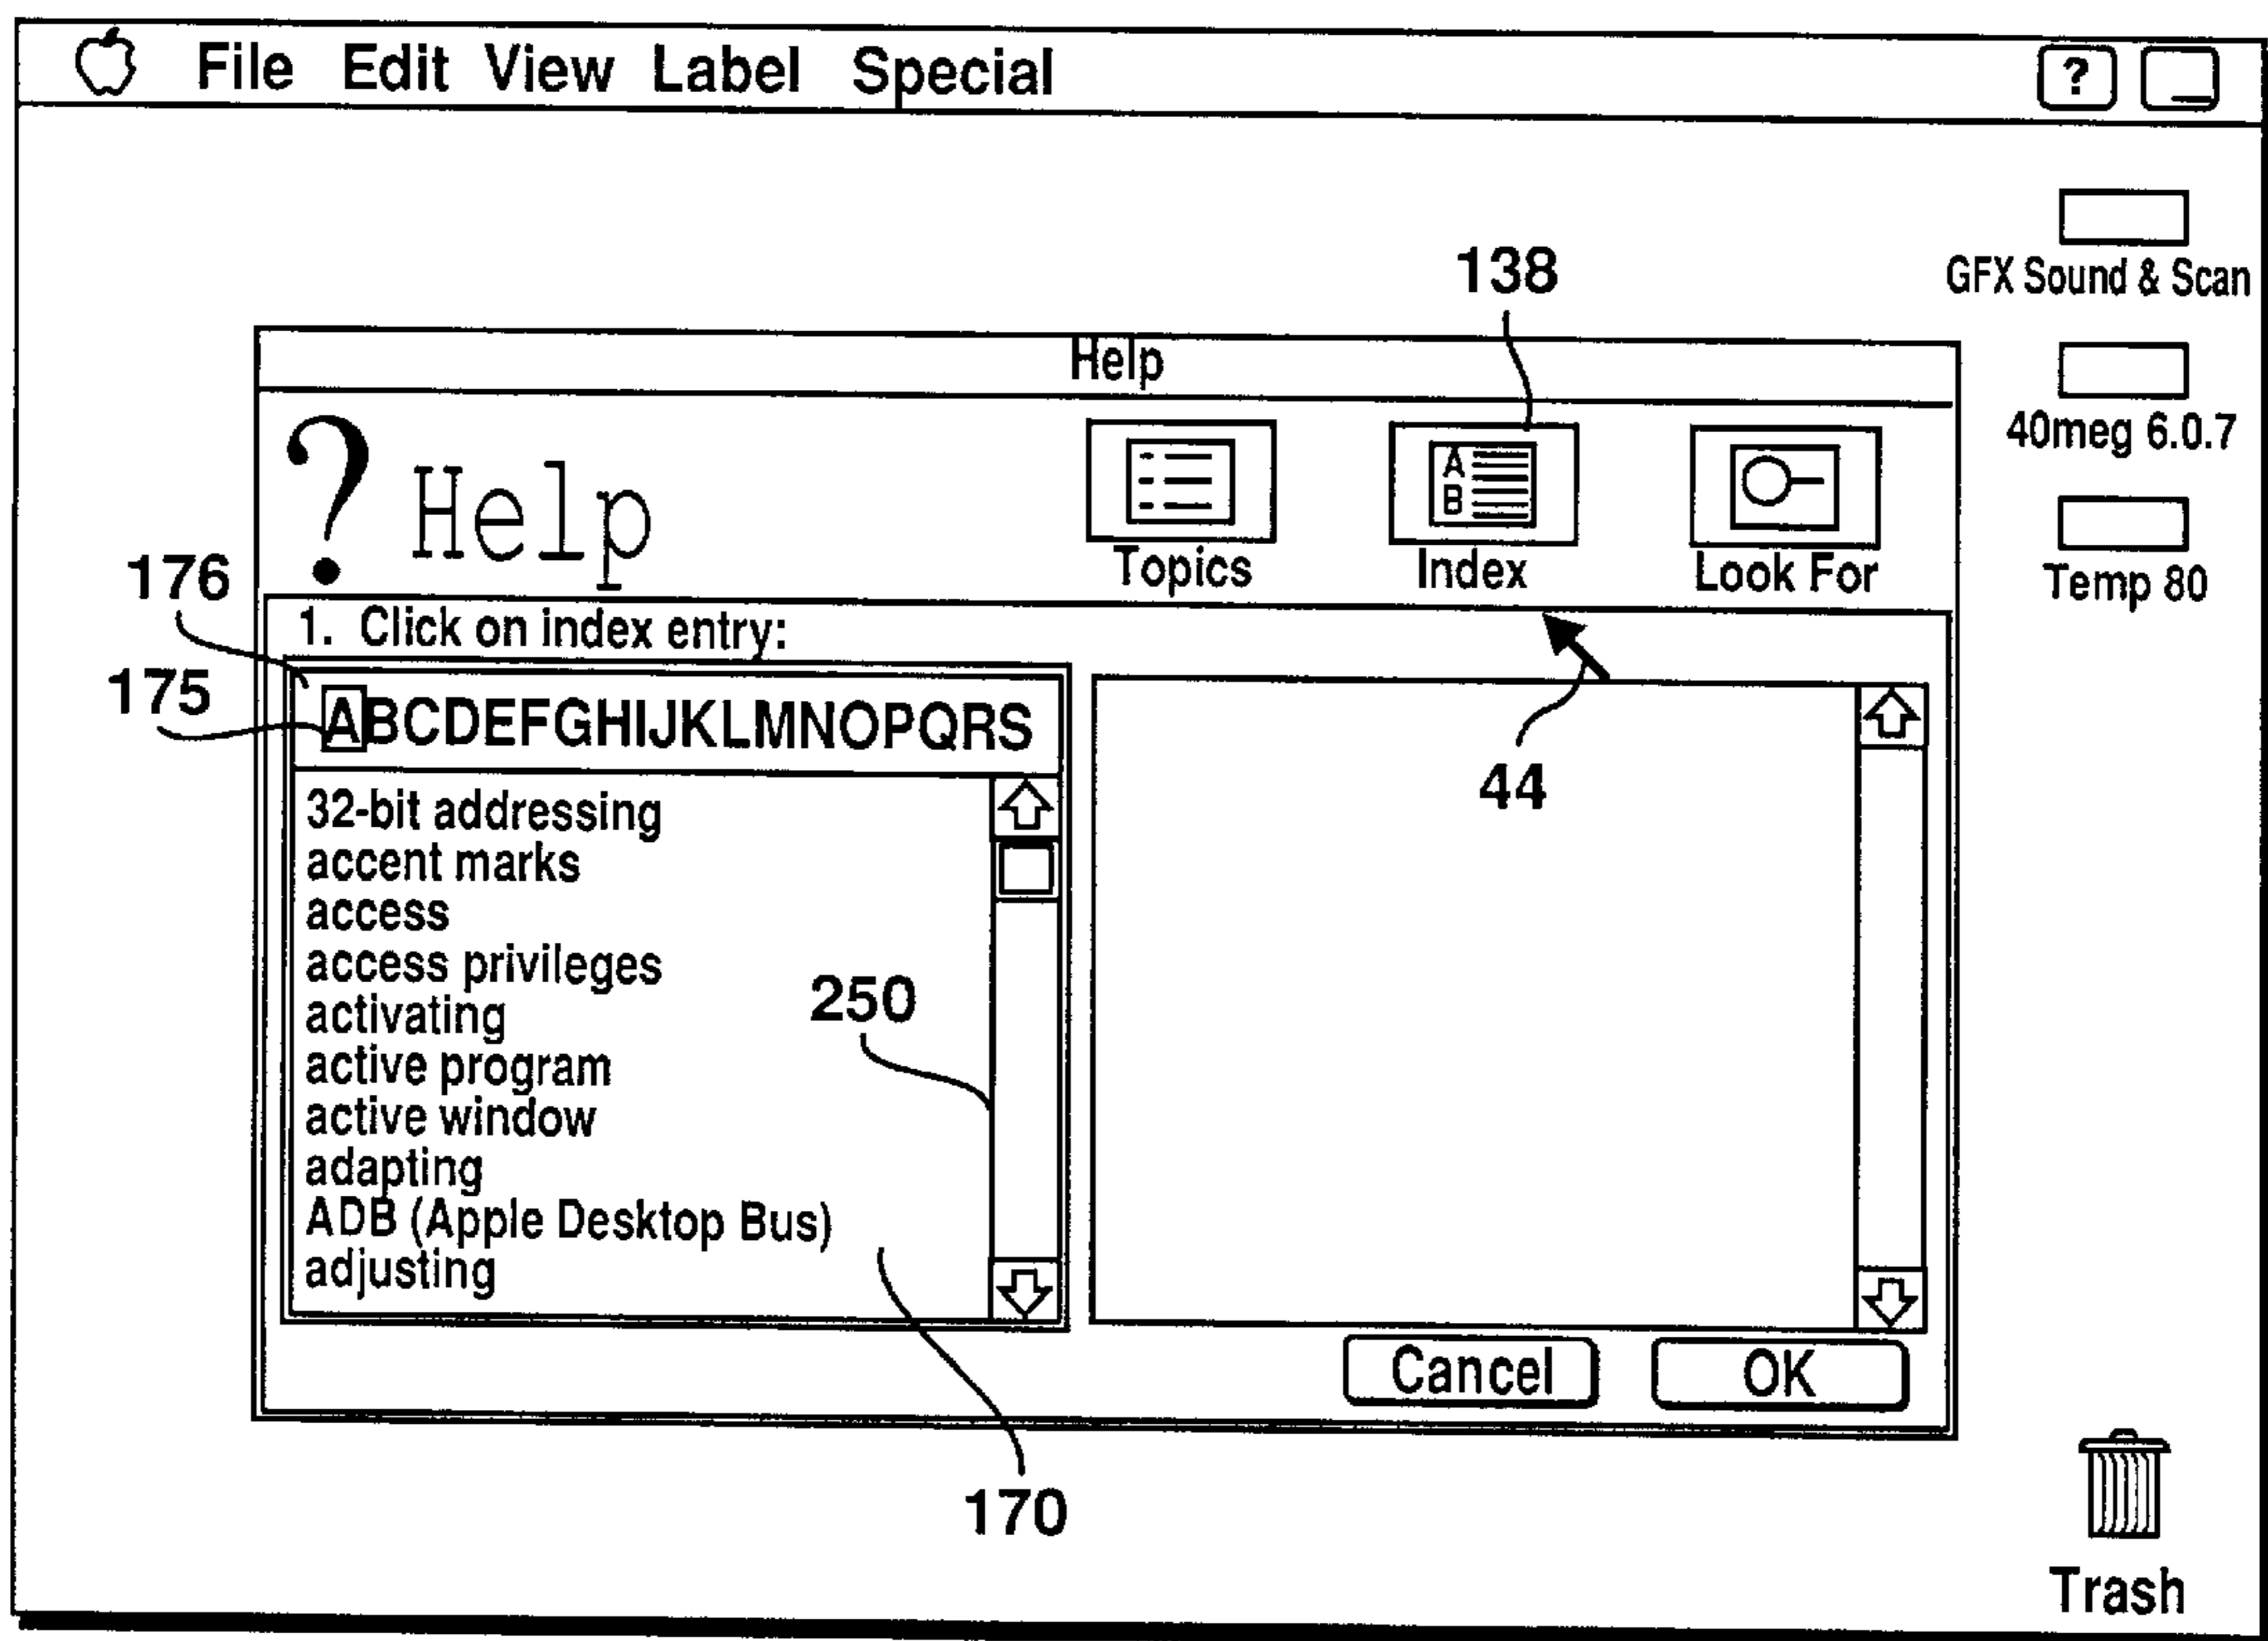 File Edit View Label Special ?
GFX Sound & Scan
138
Help
40meg 6.0.7
? Help
A
B
Topics Index Look For
Temp 80
176
1. Click on index entry:
175
ABCDEFGHIJKLMNOPQRS
44
32-bit addressing
accent marks
access
access privileges
activating
250
active program
active window
adapting
ADB (Apple Desktop Bus)
adjusting
Cancel OK
170
Trash